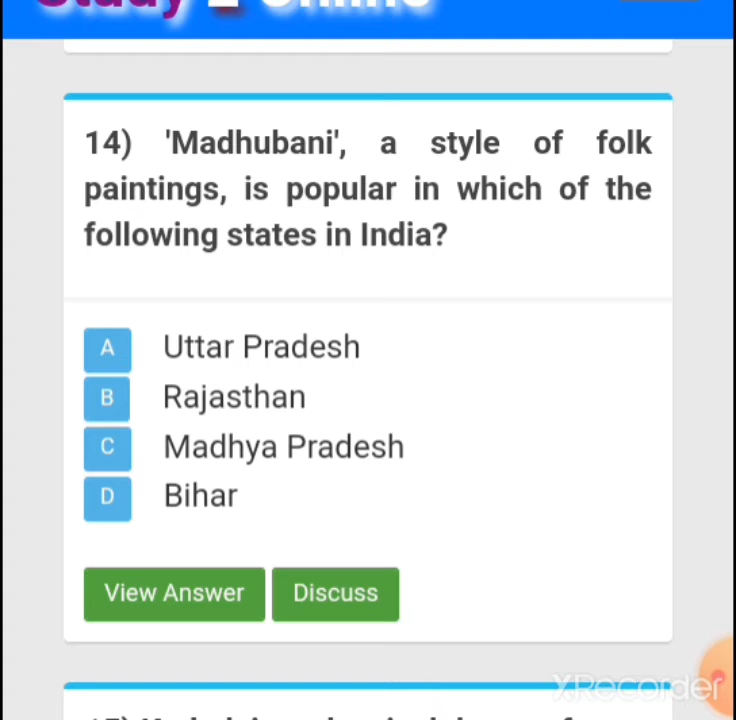 14) 'Madhubani', a style of folk
paintings, is popular in which of the
following states in India?
A Uttar Pradesh
B Rajasthan
C Madhya Pradesh
D Bihar
View Answer Discuss
XRecorder